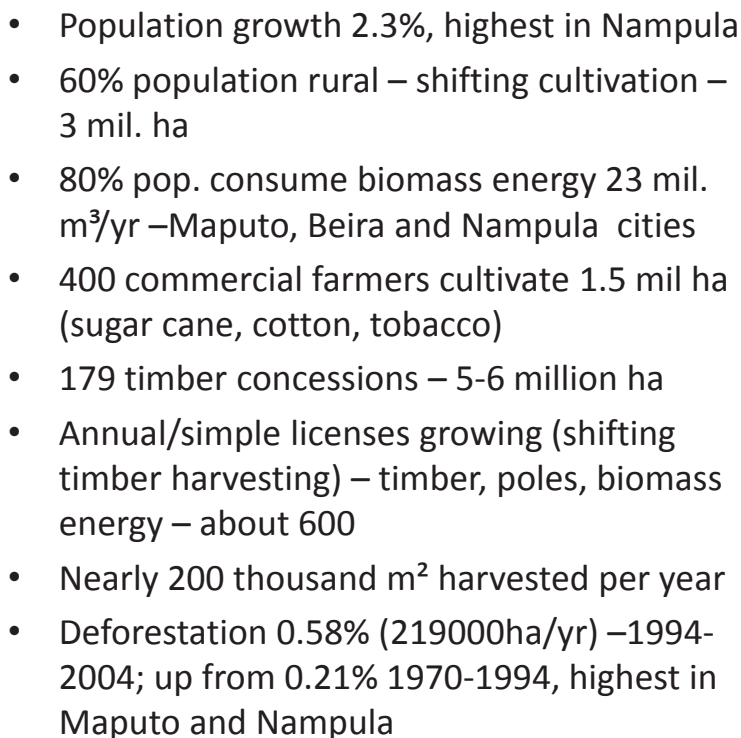 • Population growth 2.3%, highest in Nampula
• 60% population rural – shifting cultivation –
3 mil. ha
• 80% pop. consume biomass energy 23 mil.
m³/yr –Maputo, Beira and Nampula  cities
• 400 commercial farmers cultivate 1.5 mil ha
(sugar cane, cotton, tobacco)
• 179 timber concessions – 5-6 million ha
• Annual/simple licenses growing (shifting
timber harvesting) – timber, poles, biomass
energy – about 600
• Nearly 200 thousand m² harvested per year
• Deforestation 0.58% (219000ha/yr) –1994-
2004; up from 0.21% 1970-1994, highest in
Maputo and Nampula